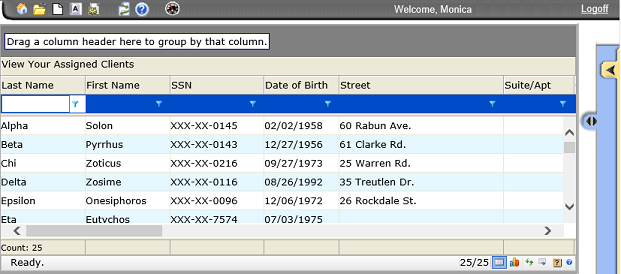 Welcome, Monica Logoff
Drag a column header here to group by that column.
View Your Assigned Clients
Last Name First Name SSN Date of Birth Street Suite/Apt
Alpha Solon XXX-XX-0145 02/02/1958 60 Rabun Ave.
Beta Pyrrhus XXX-XX-0143 12/27/1956 61 Clarke Rd.
Chi Zoticus XXX-XX-0216 09/27/1973 25 Warren Rd.
Delta Zosime XXX-XX-0116 08/26/1992 35 Treutlen Dr.
Epsilon Onesiphoros XXX-XX-0096 12/06/1972 26 Rockdale St.
Eta Eutychos XXX-XX-7574 07/03/1975
Count: 25
Ready. 25/25